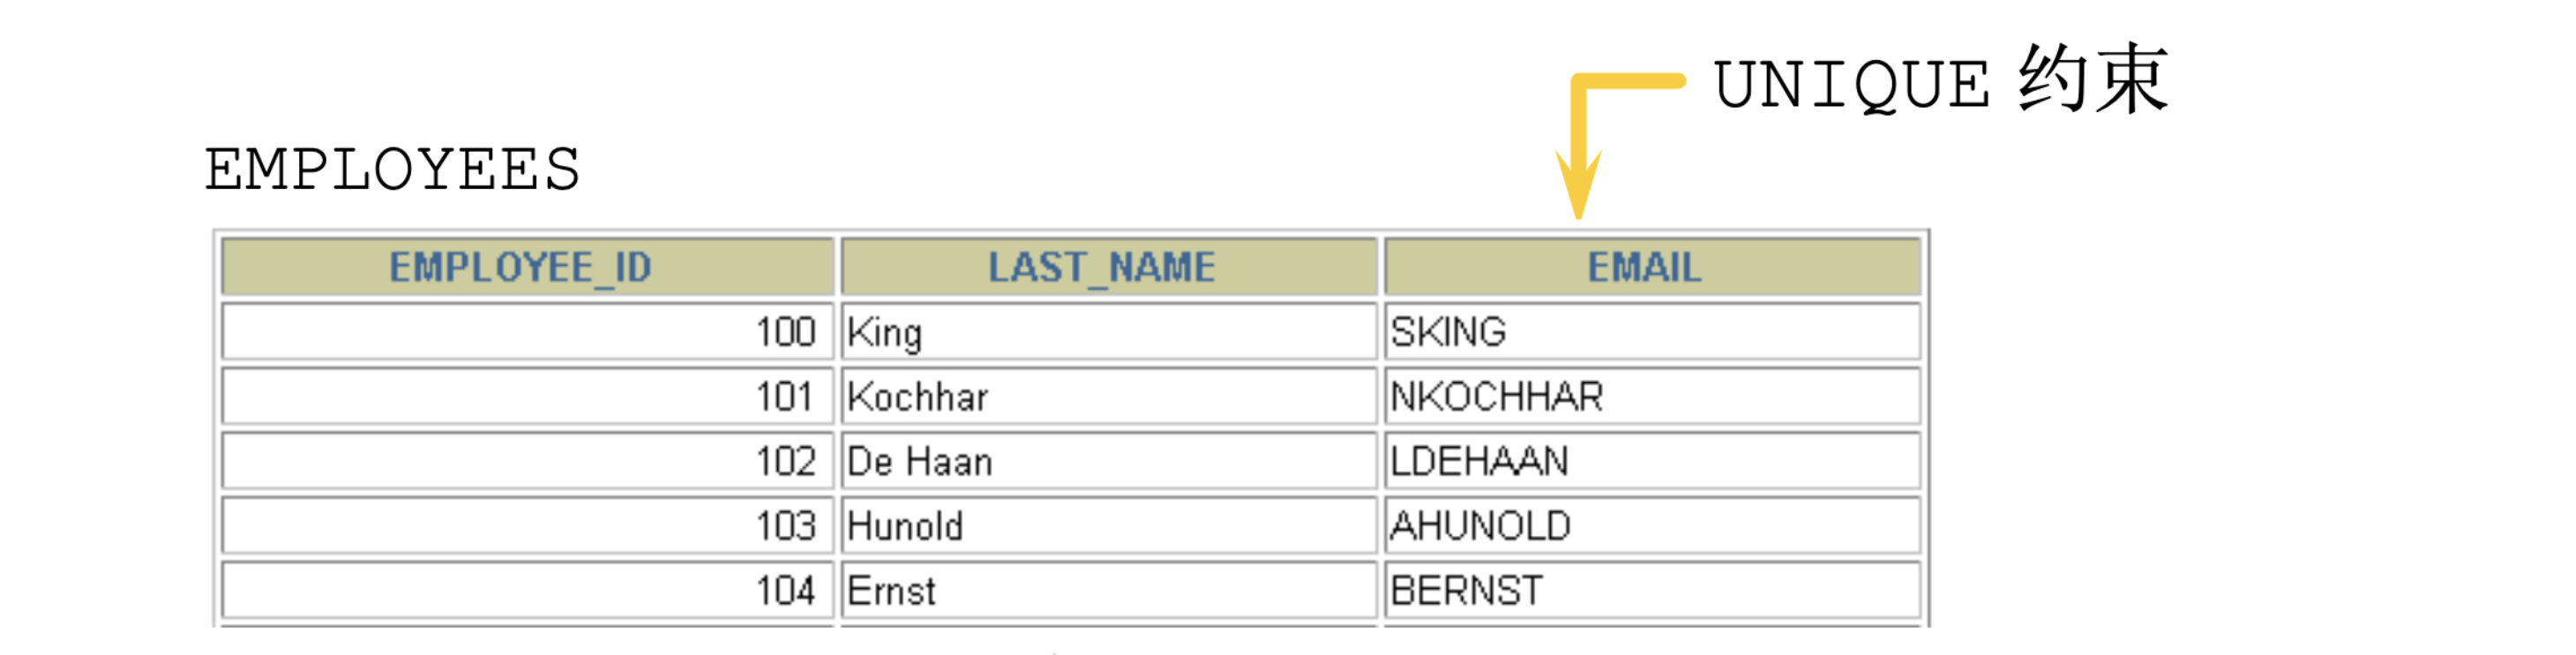 UNIQUE 约束
EMPLOYEES
EMPLOYEE_ID LAST_NAME EMAIL
100 King SKING
101 Kochhar NKOCHHAR
102 De Haan LDEHAAN
103 Hunold AHUNOLD
104 Ernst BERNST